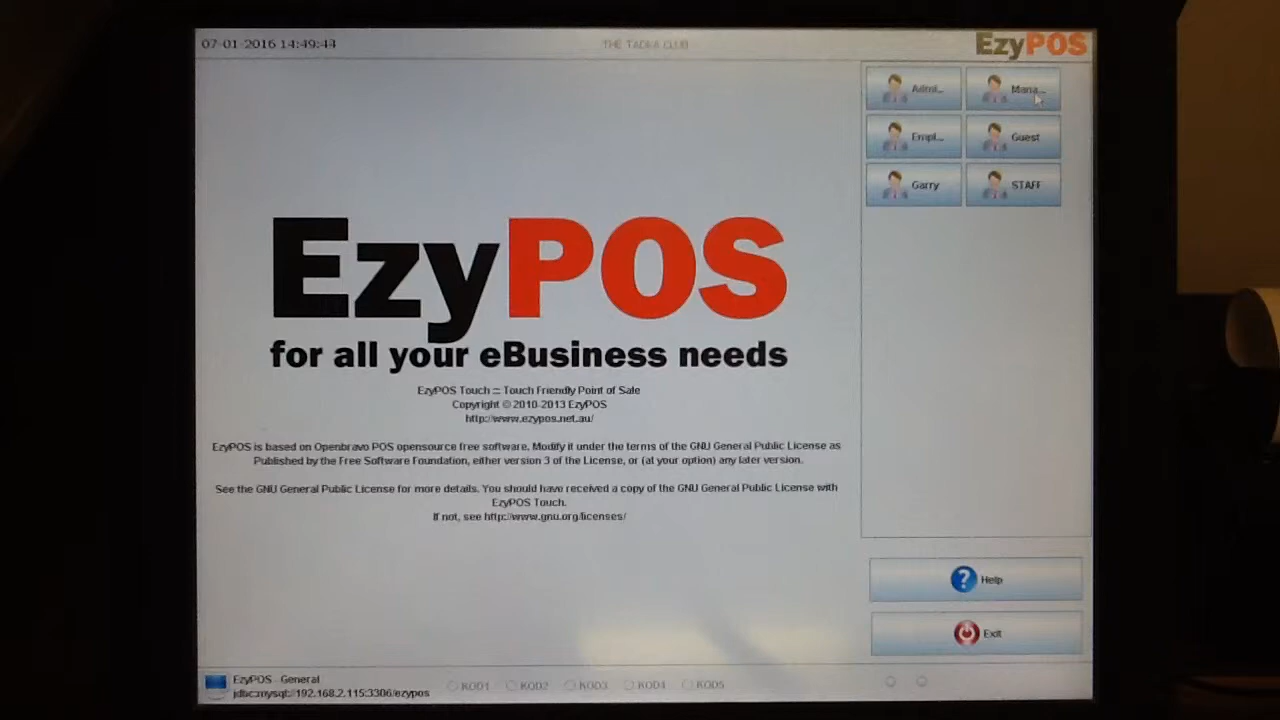 07-01-2016 14:49:44
THE TADKA CLUB
EzyPOS
Admi...
Mana...
Empl...
Guest
Garry
STAFF
EzyPOS
for all your eBusiness needs
EzyPOS Touch :: Touch Friendly Point of Sale
Copyright © 2010-2013 EzyPOS
http://www.ezypos.net.au/
EzyPOS is based on Openbravo POS opensource free software. Modify it under the terms of the GNU General Public License as
Published by the Free Software Foundation, either version 3 of the License, or (at your option) any later version.
See the GNU General Public License for more details. You should have received a copy of the GNU General Public License with
EzyPOS Touch.
If not, see http://www.gnu.org/licenses/
Help
Exit
EzyPOS - General
jdbc:mysql://192.168.2.115:3306/ezypos
KOD1 KOD2 KOD3 KOD4 KOD5